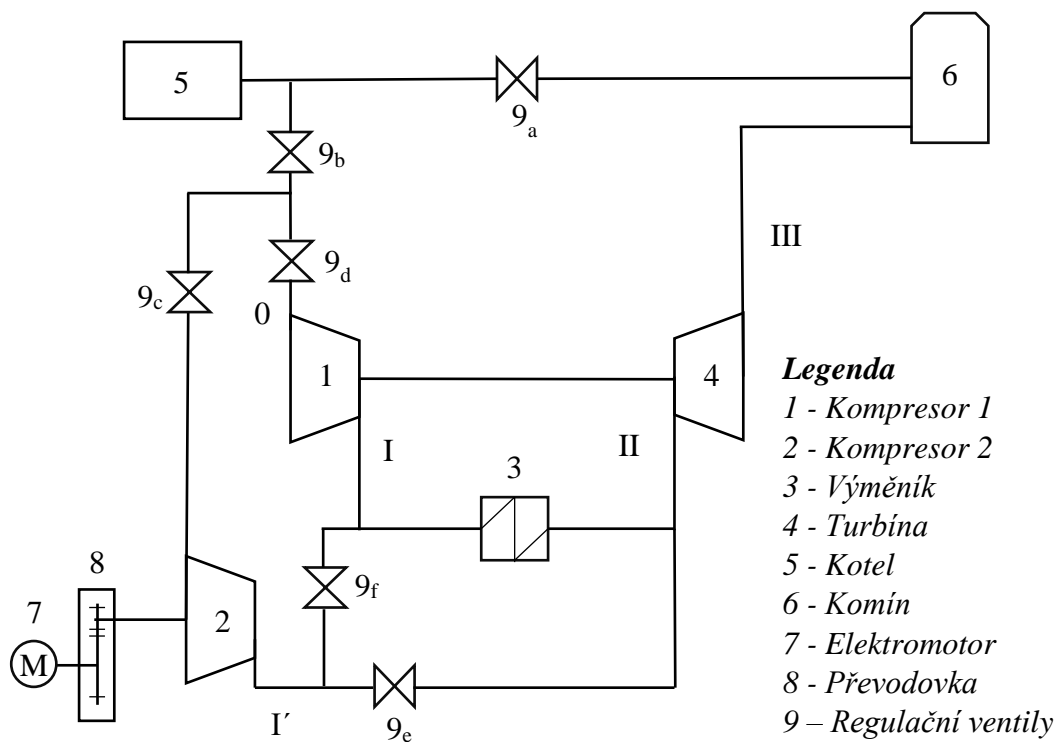 5
6
9a
9b
III
9d
9c
0
1
4
Legenda
1 - Kompresor 1
I
II
2 - Kompresor 2
3
3 - Výměník
4 - Turbína
8
5 - Kotel
9f
6 - Komín
7
2
7 - Elektromotor
M
8 - Převodovka
I´
9e
9 – Regulační ventily